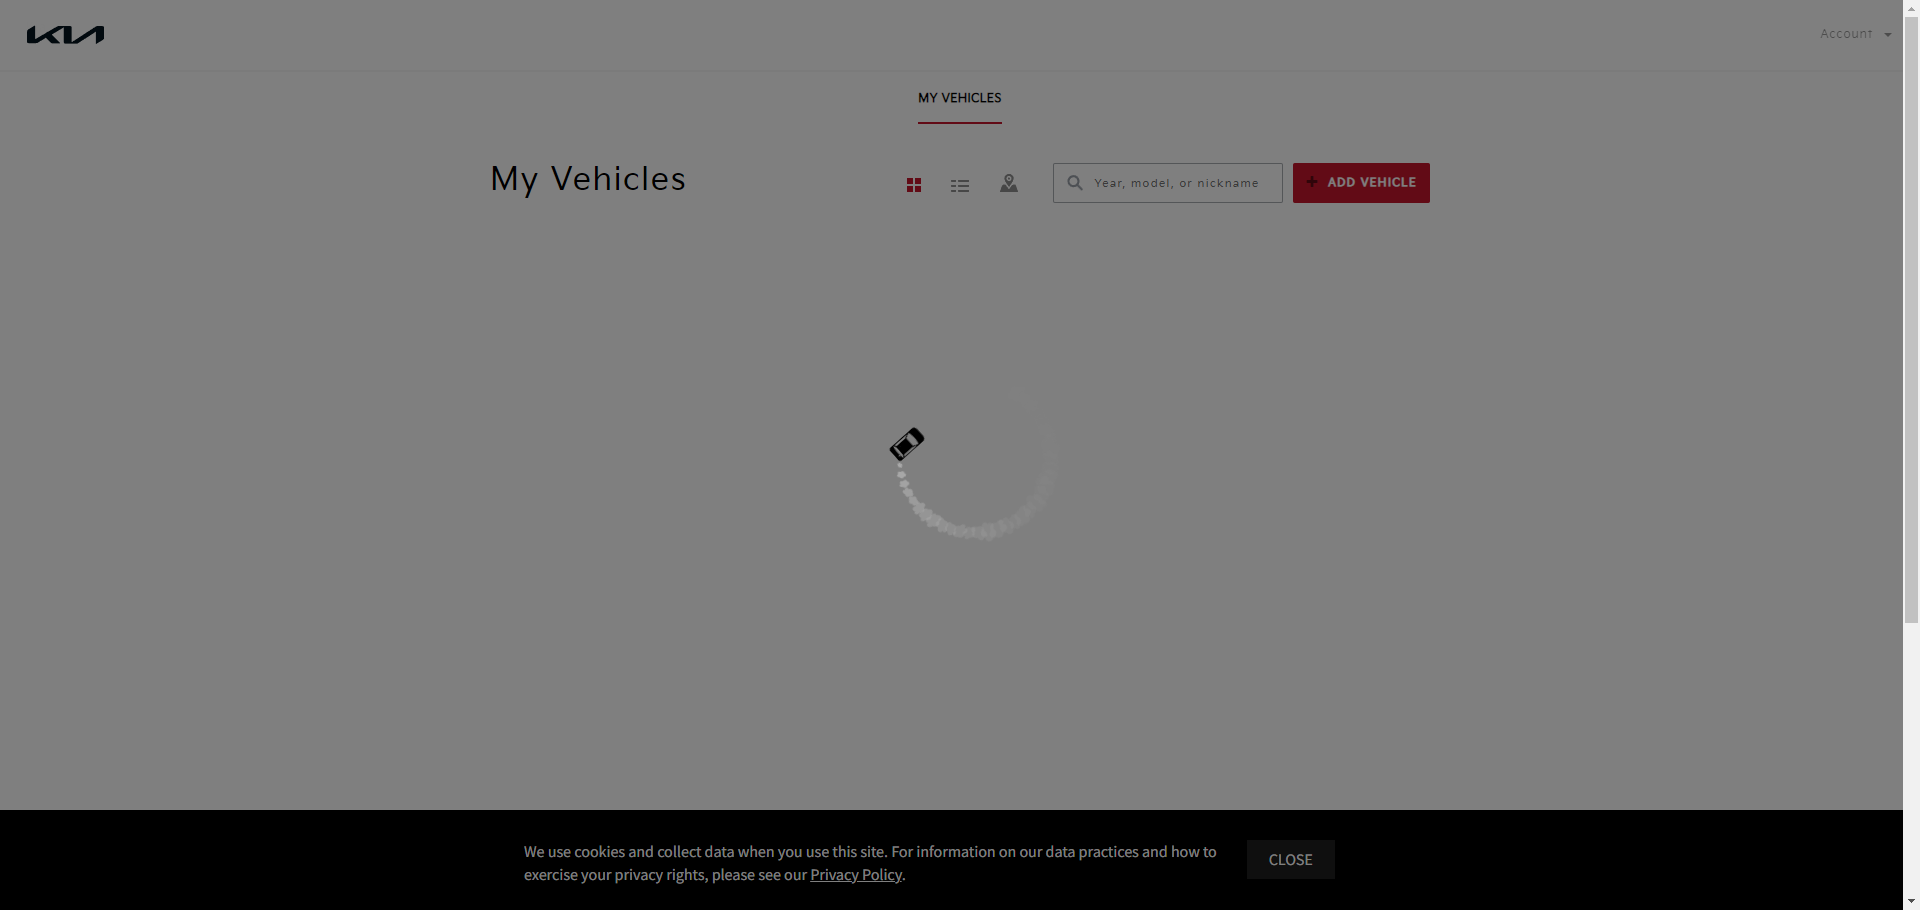 KIA
Account
MY VEHICLES
My Vehicles
Year, model, or nickname
ADD VEHICLE
We use cookies and collect data when you use this site. For information on our data practices and how to
exercise your privacy rights, please see our Privacy Policy.
CLOSE